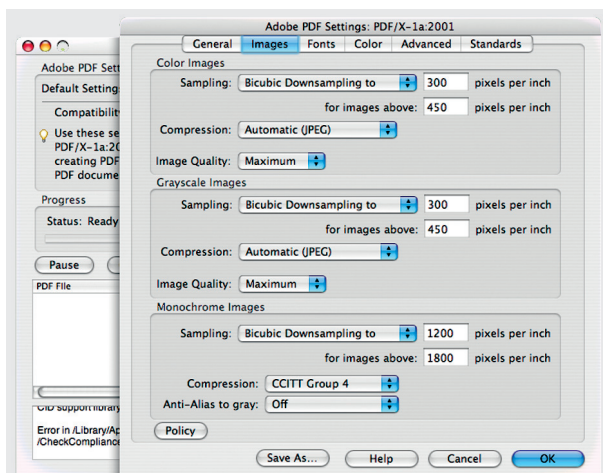 Adobe PDF Settings: PDF/X-1a:2001
General Images Fonts Color Advanced Standards
Color Images
Sampling: Bicubic Downsampling to 300 pixels per inch
for images above: 450 pixels per inch
Compression: Automatic (JPEG)
Image Quality: Maximum
Grayscale Images
Sampling: Bicubic Downsampling to 300 pixels per inch
for images above: 450 pixels per inch
Compression: Automatic (JPEG)
Image Quality: Maximum
Monochrome Images
Sampling: Bicubic Downsampling to 1200 pixels per inch
for images above: 1800 pixels per inch
Compression: CCITT Group 4
Anti-Alias to gray: Off
Policy
Save As... Help Cancel OK
Adobe PDF Sett
Default Setting
Compatibility
Use these se
PDF/X-1a:20
creating PDF
PDF docume
Progress
Status: Ready
Pause
PDF File
CID support library
Error in /Library/Ap
/CheckCompliance